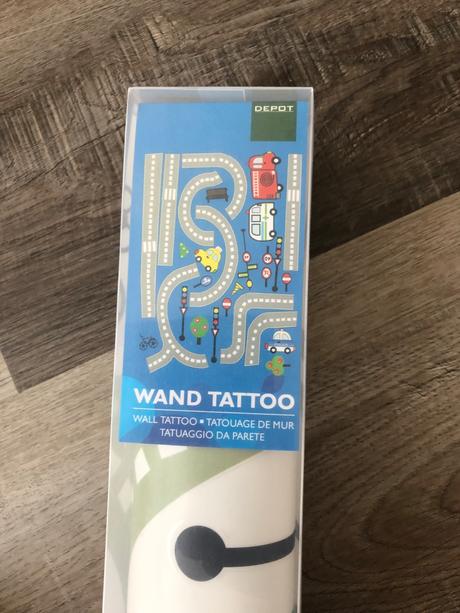 DEPOT
WAND TATTOO
WALL TATTOO ▪ TATOUAGE DE MUR
TATUAGGIO DA PARETE